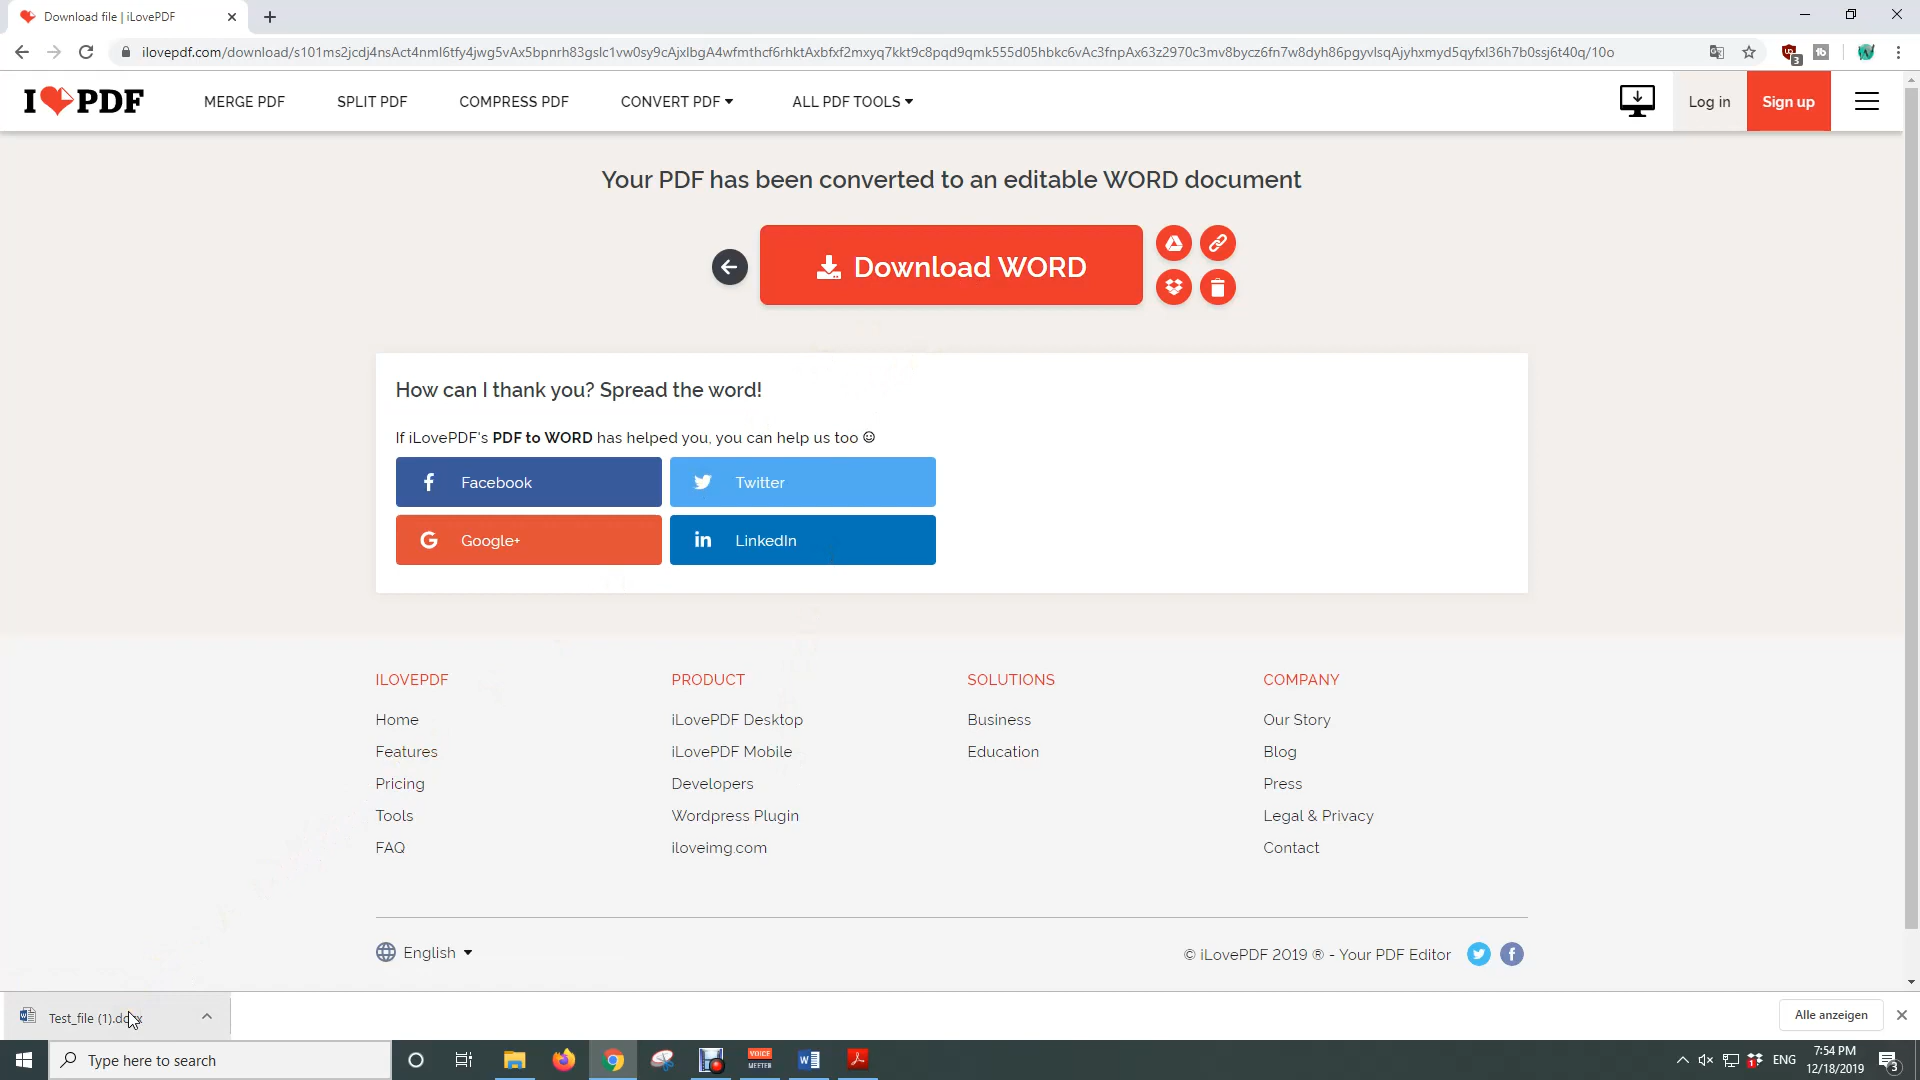 Download file | iLovePDF
ilovepdf.com/download/s101ms2jcdj4nsAct4nml6tfy4jwg5vAx5bpnrh83gslc1vw0sy9cAjxlbgA4wfmthcf6rhktAxbfxf2mxyq7kkt9c8pqd9qmk555d05hbkc6vAc3fnpAx63z2970c3mv8bycz6fn7w8dyh86pgyvlsqAjyhxmyd5qyfxl36h7b0ssj6t40q/10o
3
I PDF
MERGE PDF
SPLIT PDF
COMPRESS PDF
CONVERT PDF
ALL PDF TOOLS
Log in
Sign up
Your PDF has been converted to an editable WORD document
Download WORD
How can I thank you? Spread the word!
If iLovePDF's PDF to WORD has helped you, you can help us too
Facebook
Twitter
Google+
LinkedIn
ILOVEPDF
PRODUCT
SOLUTIONS
COMPANY
Home
iLovePDF Desktop
Business
Our Story
Features
iLovePDF Mobile
Education
Blog
Pricing
Developers
Press
Tools
Wordpress Plugin
Legal & Privacy
FAQ
iloveimg.com
Contact
English
© iLovePDF 2019 ® - Your PDF Editor
Test_file (1).docx
Alle anzeigen
Type here to search
VOICE
MEETER
ENG
7:54 PM
12/18/2019
3